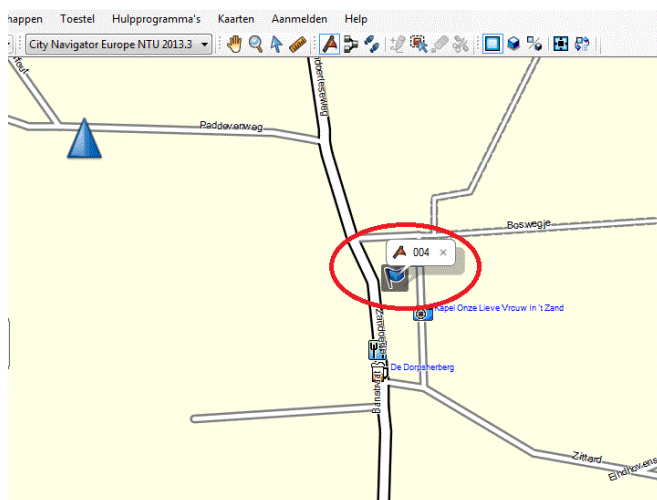 happen Toestel Hulpprogramma's Kaarten Aanmelden Help
City Navigator Europe NTU 2013.3
Paddevenweg
Boswegje
004
Kapel Onze Lieve Vrouw In 't Zand
De Dorpsherberg
Banstraat
Zittard